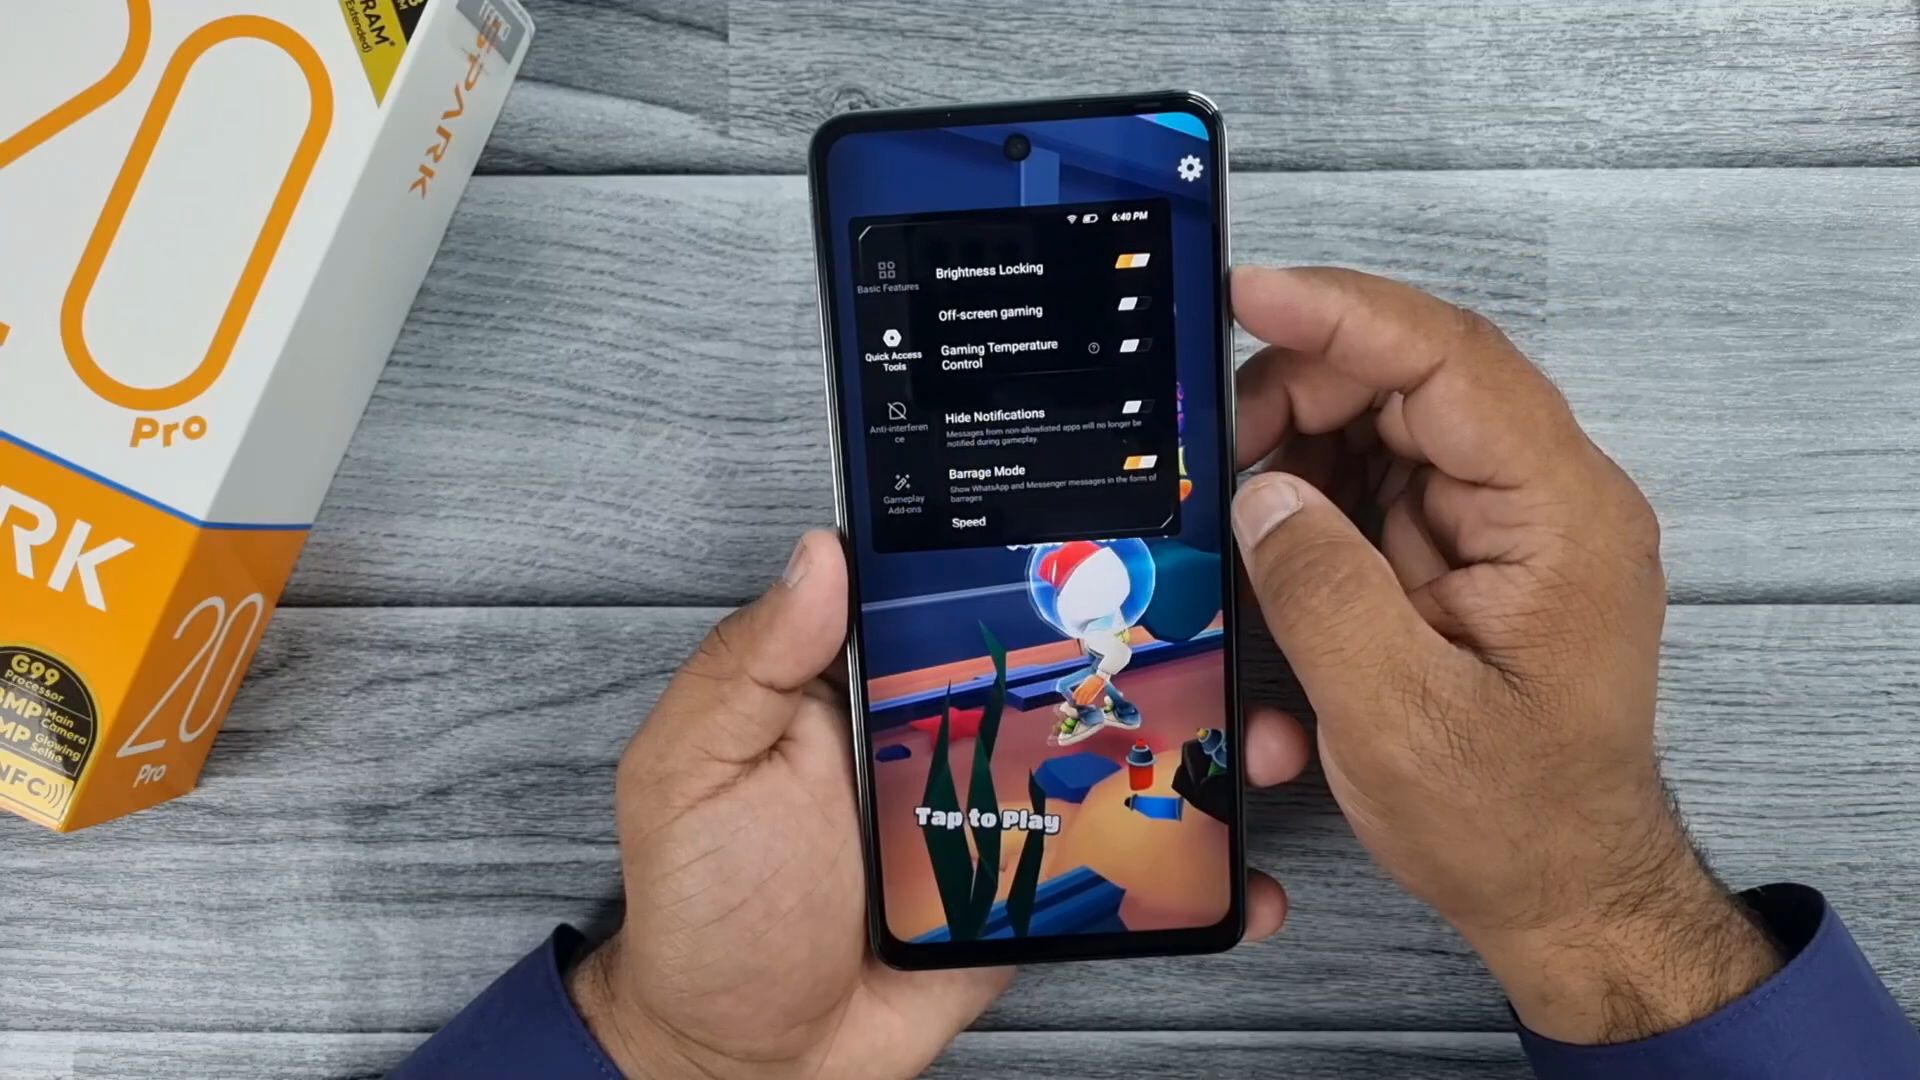 RAM*
Extended)
TECNO
SPARK
20
Pro
RK
G99
Processor
8MP Main
Camera
MP Glowing
Selfie
NFC
20
Pro
6:40 PM
Basic Features
Brightness Locking
Off-screen gaming
Quick Access
Tools
Gaming Temperature
Control
Anti-interferen
ce
Hide Notifications
Messages from non-allowlisted apps will no longer be
notified during gameplay.
Gameplay
Add-ons
Barrage Mode
Show WhatsApp and Messenger messages in the form of
barrages
Speed
Tap to Play